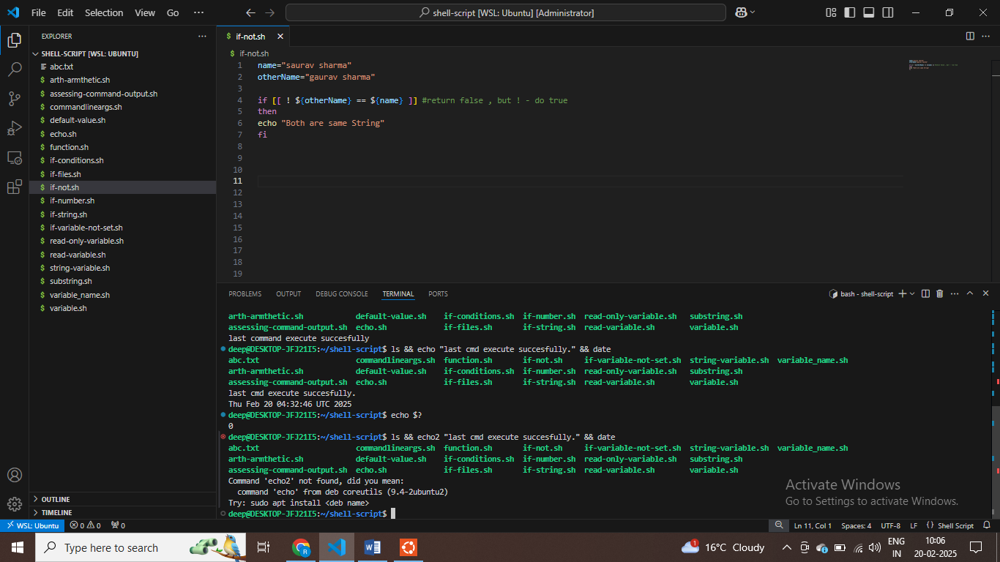 File Edit Selection View Go ··· shell-script [WSL: Ubuntu] [Administrator]
EXPLORER ···
SHELL-SCRIPT [WSL: UBUNTU]
abc.txt
arth-armthetic.sh
assessing-command-output.sh
commandlineargs.sh
default-value.sh
echo.sh
function.sh
if-conditions.sh
if-files.sh
if-not.sh
if-number.sh
if-string.sh
if-variable-not-set.sh
read-only-variable.sh
read-variable.sh
string-variable.sh
substring.sh
variable_name.sh
variable.sh
OUTLINE
TIMELINE
$ if-not.sh
$ if-not.sh
1 name="saurav sharma"
2 otherName="gaurav sharma"
3
4 if [[ ! ${otherName} == ${name} ]] #return false , but ! - do true
5 then
6 echo "Both are same String"
7 fi
8
9
10
11
12
13
14
15
16
17
18
19
PROBLEMS OUTPUT DEBUG CONSOLE TERMINAL PORTS bash - shell-script
arth-armthetic.sh default-value.sh if-conditions.sh if-number.sh read-only-variable.sh substring.sh
assessing-command-output.sh echo.sh if-files.sh if-string.sh read-variable.sh variable.sh
last command execute succesfully
deep@DESKTOP-JFJ21I5:~/shell-script$ ls && echo "last cmd execute succesfully." && date
abc.txt commandlineargs.sh function.sh if-not.sh if-variable-not-set.sh string-variable.sh variable_name.sh
arth-armthetic.sh default-value.sh if-conditions.sh if-number.sh read-only-variable.sh substring.sh
assessing-command-output.sh echo.sh if-files.sh if-string.sh read-variable.sh variable.sh
last cmd execute succesfully.
Thu Feb 20 04:32:46 UTC 2025
deep@DESKTOP-JFJ21I5:~/shell-script$ echo $?
0
deep@DESKTOP-JFJ21I5:~/shell-script$ ls && echo2 "last cmd execute succesfully." && date
abc.txt commandlineargs.sh function.sh if-not.sh if-variable-not-set.sh string-variable.sh variable_name.sh
arth-armthetic.sh default-value.sh if-conditions.sh if-number.sh read-only-variable.sh substring.sh
assessing-command-output.sh echo.sh if-files.sh if-string.sh read-variable.sh variable.sh
Command 'echo2' not found, did you mean:
command 'echo' from deb coreutils (9.4-2ubuntu2)
Try: sudo apt install <deb name>
deep@DESKTOP-JFJ21I5:~/shell-script$
Activate Windows
Go to Settings to activate Windows.
WSL: Ubuntu 0 0 0 Ln 11, Col 1 Spaces: 4 UTF-8 LF Shell Script
Type here to search 1 16°C Cloudy ENG IN 10:06 20-02-2025